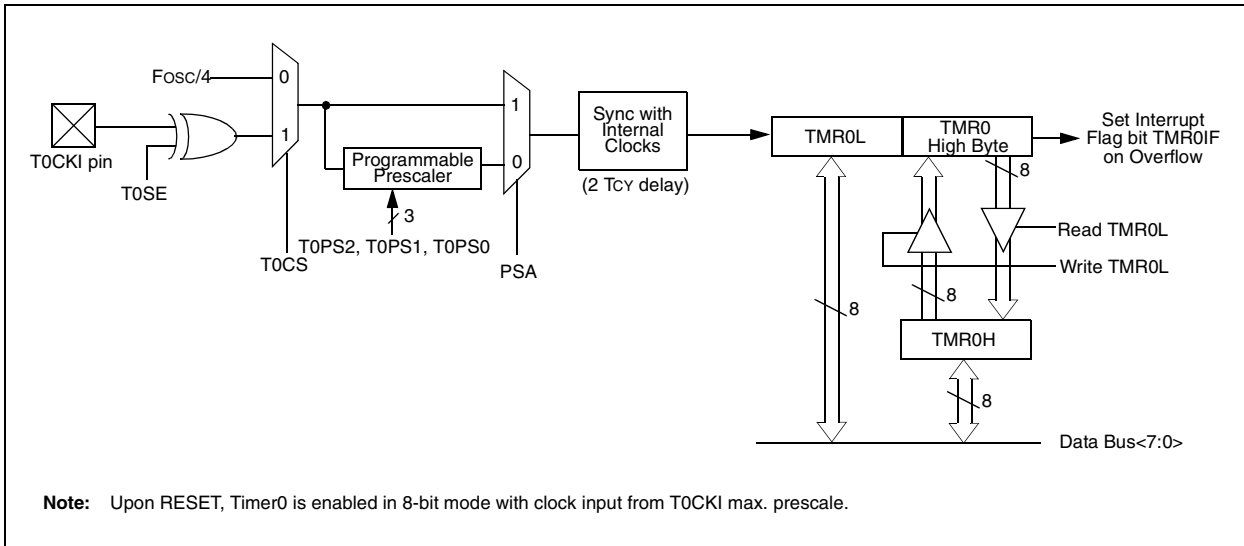 FOSC/4
0
1
T0CKI pin
T0SE
T0CS
Programmable
Prescaler
3
T0PS2, T0PS1, T0PS0
1
0
PSA
Sync with
Internal
Clocks
(2 TCY delay)
TMR0L
TMR0
High Byte
Set Interrupt
Flag bit TMR0IF
on Overflow
8
Read TMR0L
Write TMR0L
8
8
TMR0H
8
Data Bus<7:0>
Note: Upon RESET, Timer0 is enabled in 8-bit mode with clock input from T0CKI max. prescale.